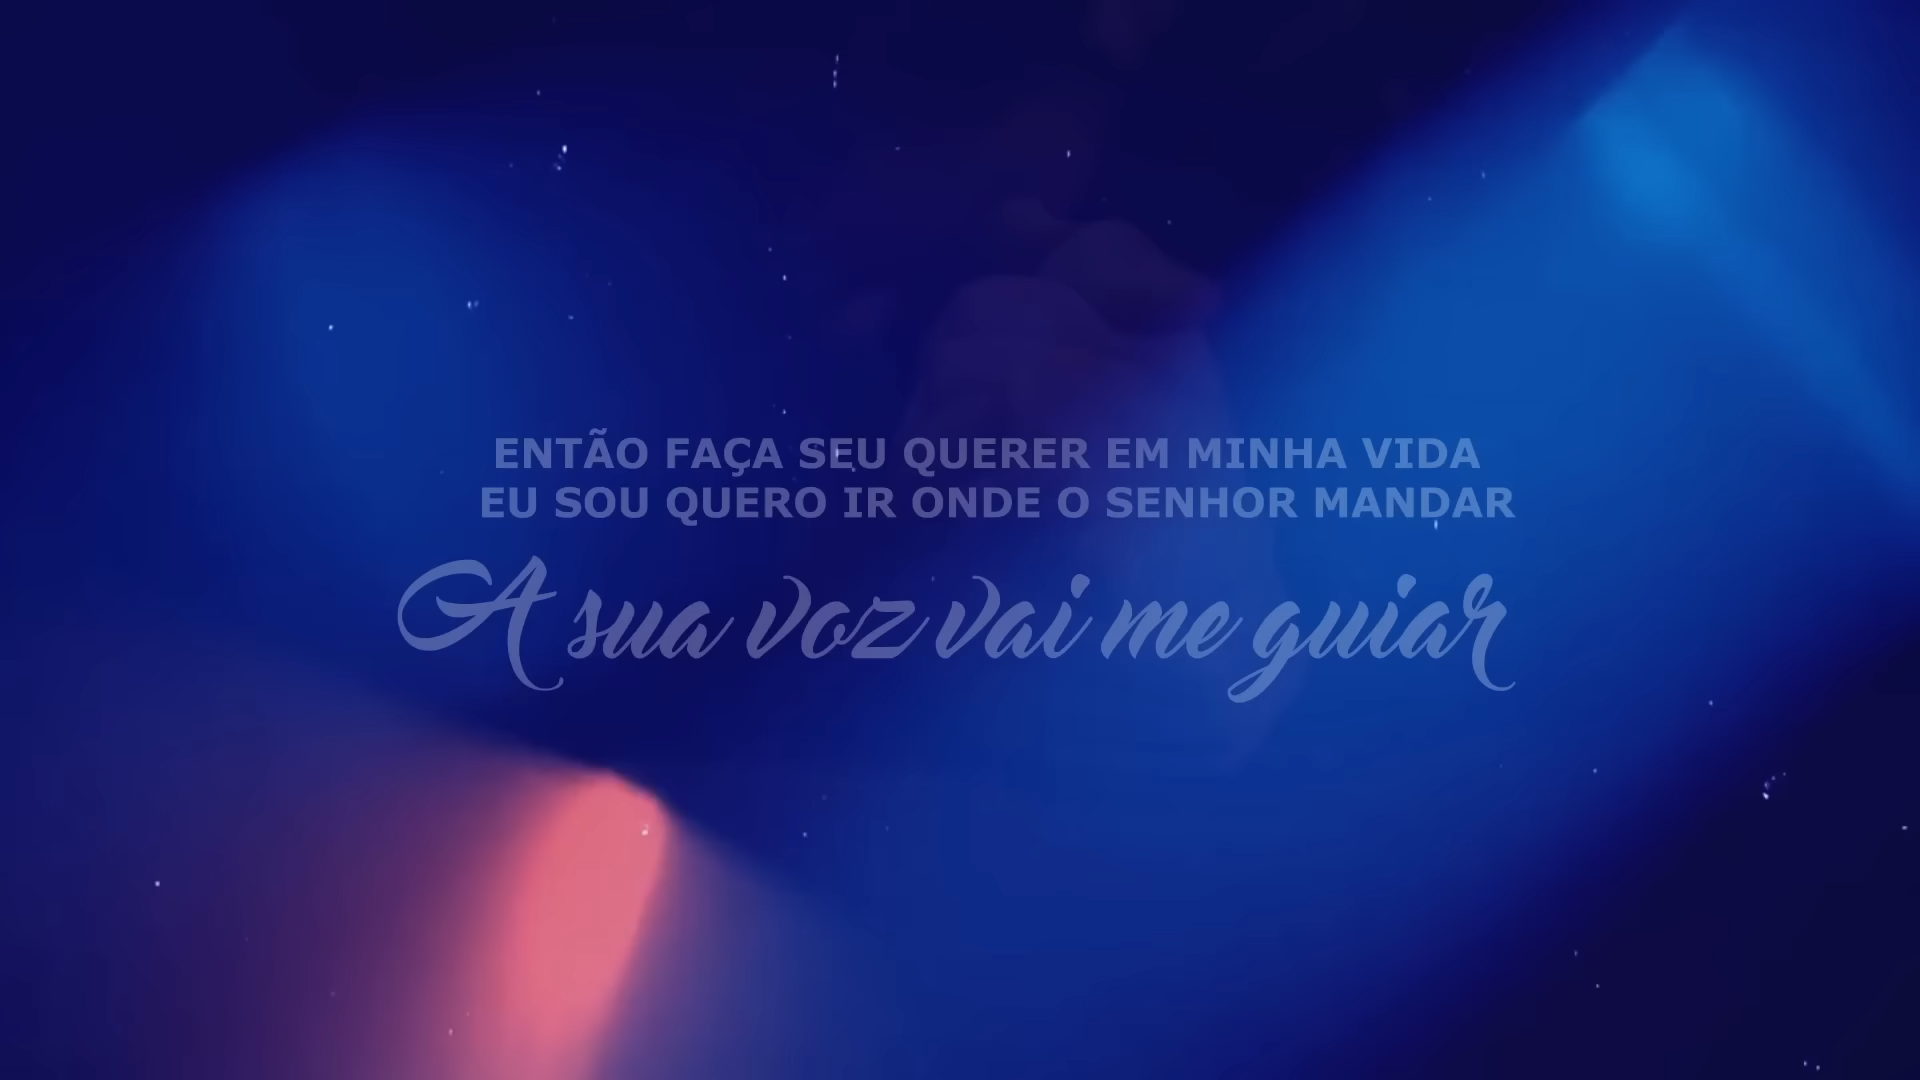 ENTÃO FAÇA SEU QUERER EM MINHA VIDA
EU SOU QUERO IR ONDE O SENHOR MANDAR
A sua voz vai me guiar